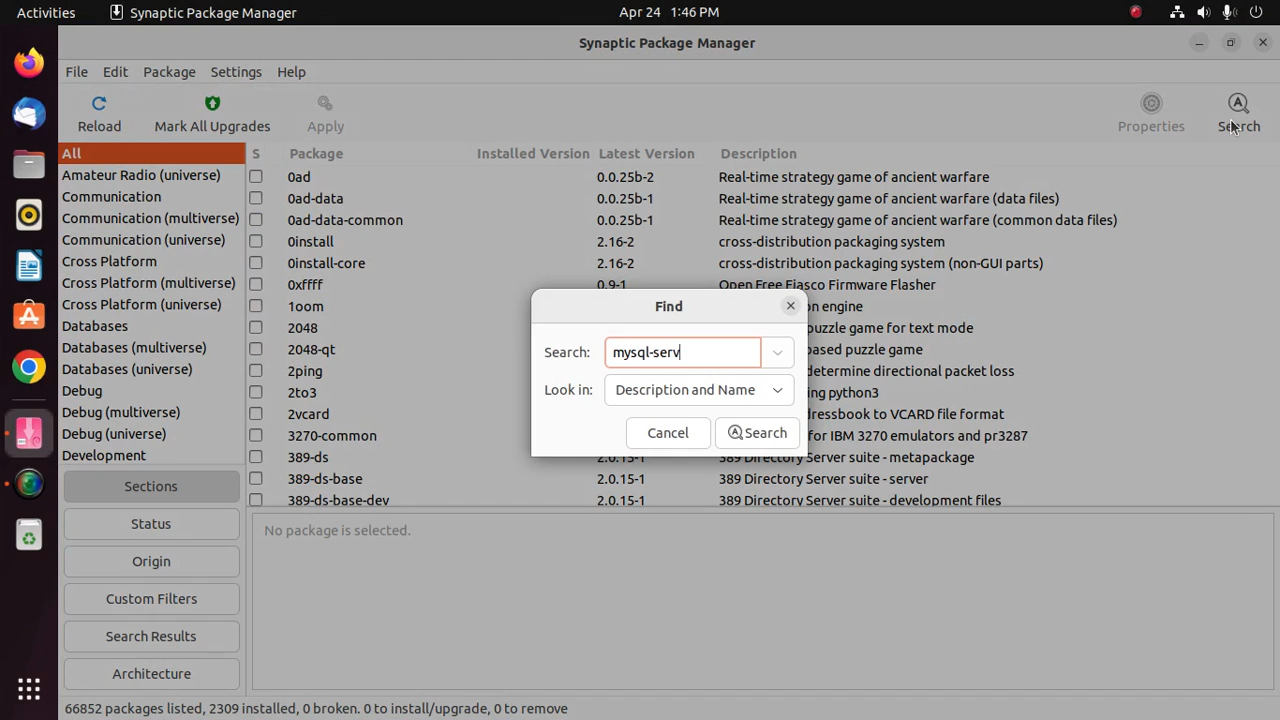 Activities Synaptic Package Manager Apr 24 1:46 PM
Synaptic Package Manager
File Edit Package Settings Help
Reload Mark All Upgrades Apply Properties Search
All S Package Installed Version Latest Version Description
Amateur Radio (universe) 0ad 0.0.25b-2 Real-time strategy game of ancient warfare
Communication 0ad-data 0.0.25b-1 Real-time strategy game of ancient warfare (data files)
Communication (multiverse) 0ad-data-common 0.0.25b-1 Real-time strategy game of ancient warfare (common data files)
Communication (universe) 0install 2.16-2 cross-distribution packaging system
Cross Platform 0install-core 2.16-2 cross-distribution packaging system (non-GUI parts)
Cross Platform (multiverse) 0xffff 0.9-1 Open Free Fiasco Firmware Flasher
Cross Platform (universe) 1oom engine
Databases 2048 puzzle game for text mode
Databases (multiverse) 2048-qt based puzzle game
Databases (universe) 2ping determine directional packet loss
Debug 2to3 using python3
Debug (multiverse) 2vcard addressbook to VCARD file format
Debug (universe) 3270-common for IBM 3270 emulators and pr3287
Development 389-ds 2.0.15-1 389 Directory Server suite - metapackage
389-ds-base 2.0.15-1 389 Directory Server suite - server
389-ds-base-dev 2.0.15-1 389 Directory Server suite - development files
Find
Search: mysql-serv
Look in: Description and Name
Cancel Search
Sections
Status
Origin
Custom Filters
Search Results
Architecture
No package is selected.
66852 packages listed, 2309 installed, 0 broken. 0 to install/upgrade, 0 to remove